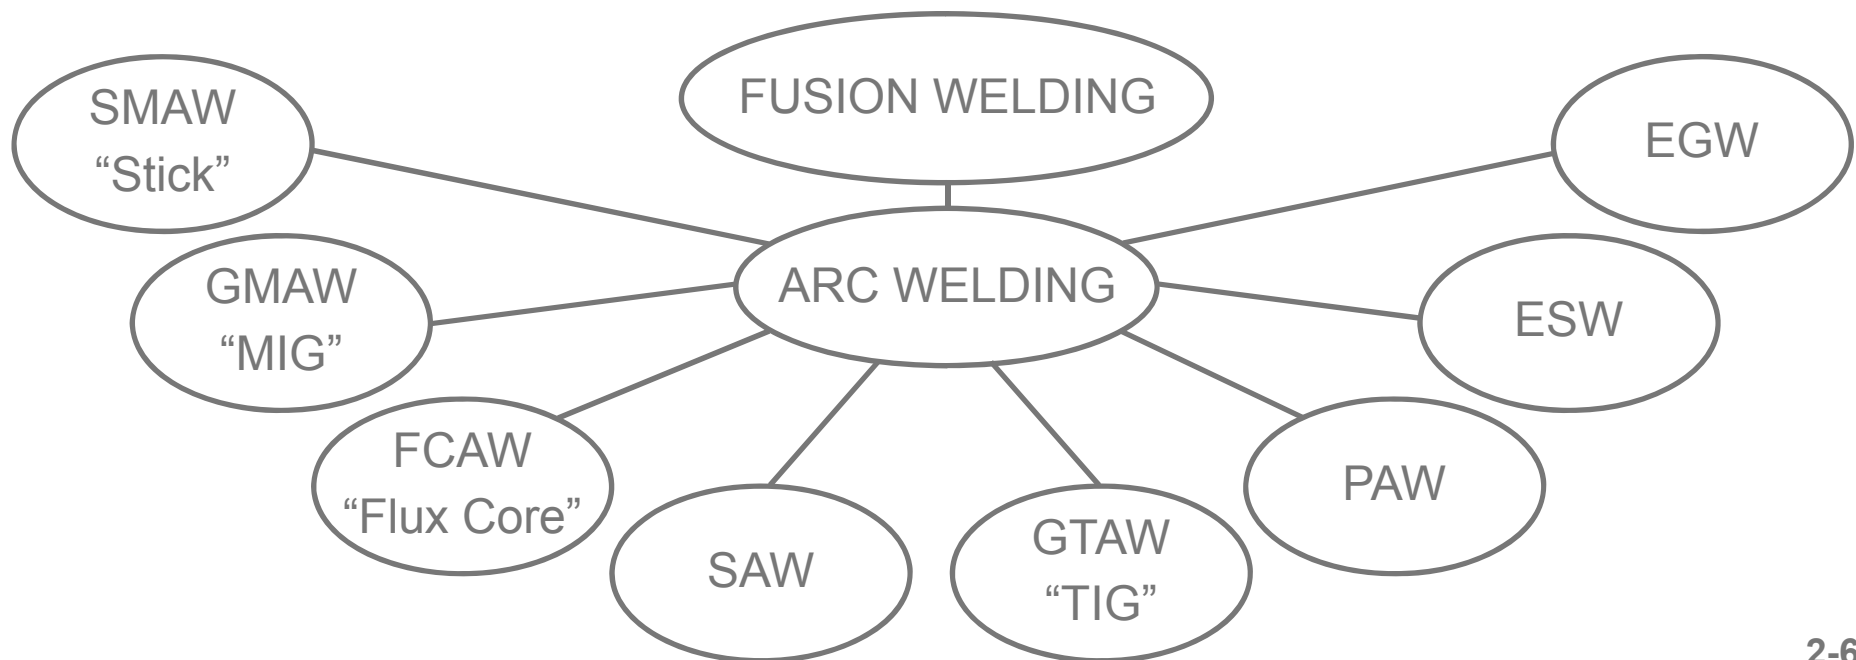 FUSION WELDING
SMAW
“Stick”
EGW
ARC WELDING
GMAW
“MIG”
ESW
FCAW
“Flux Core”
PAW
SAW
GTAW
“TIG”
2-6